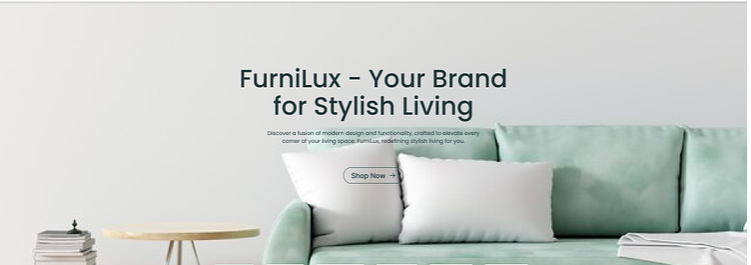 FurniLux - Your Brand
for Stylish Living
Discover a fusion of modern design and functionality, crafted to elevate every
corner of your living space. FurniLux, redefining stylish living for you.
Shop Now →